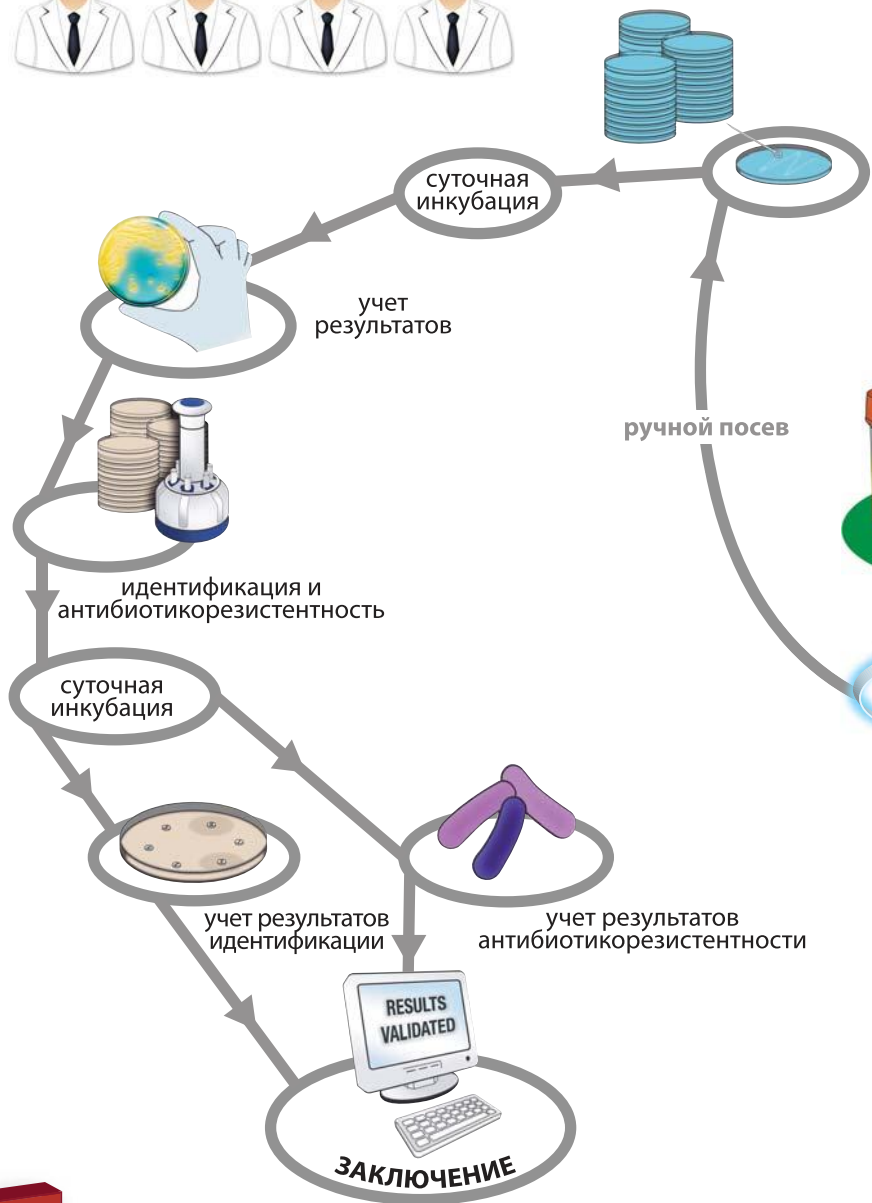 суточная
инкубация
учет
результатов
ручной посев
идентификация и
антибиотикорезистентность
суточная
инкубация
учет результатов
идентификации
учет результатов
антибиотикорезистентности
RESULTS
VALIDATED
ЗАКЛЮЧЕНИЕ